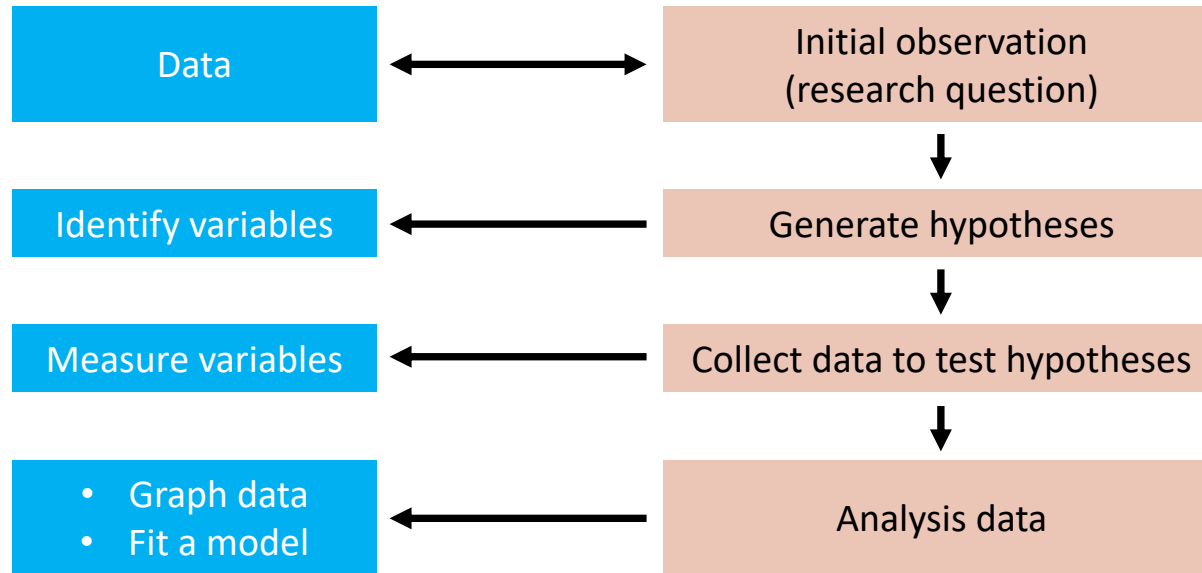 Data
Initial observation
(research question)
Identify variables
Generate hypotheses
Measure variables
Collect data to test hypotheses
• Graph data
• Fit a model
Analysis data